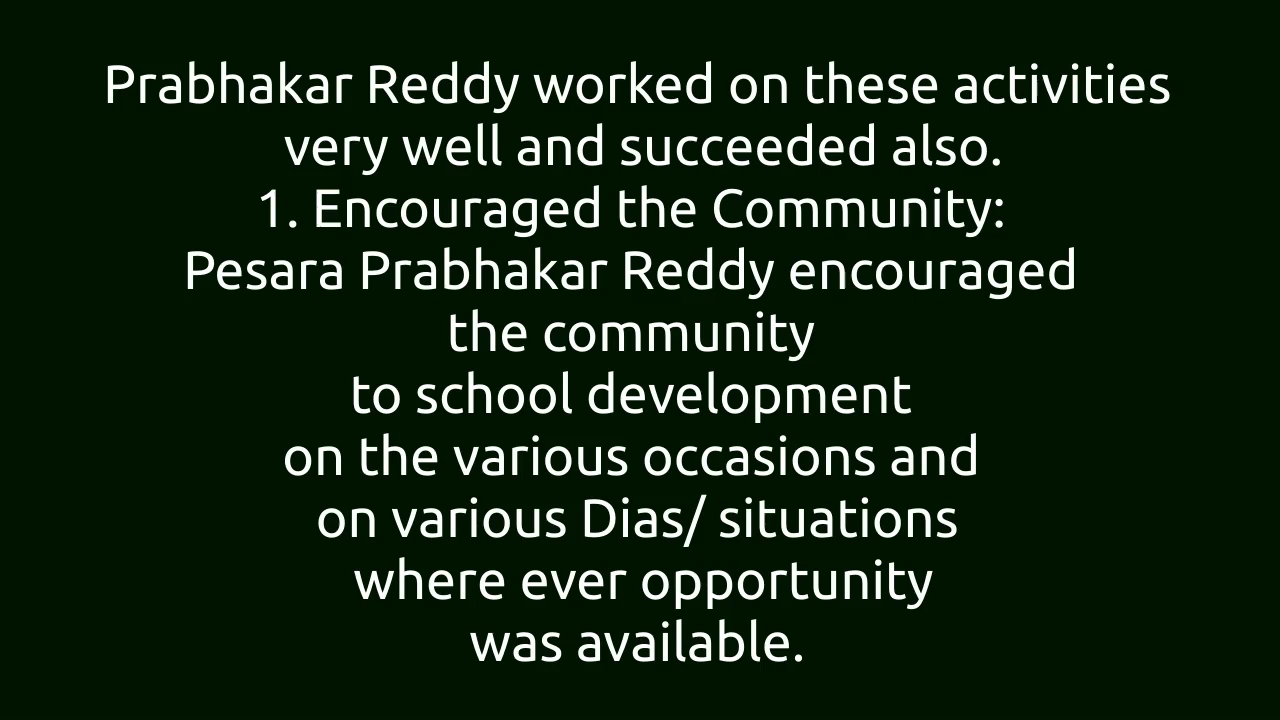 Prabhakar Reddy worked on these activities
very well and succeeded also.
1. Encouraged the Community:
Pesara Prabhakar Reddy encouraged
the community
to school development
on the various occasions and
on various Dias/ situations
where ever opportunity
was available.